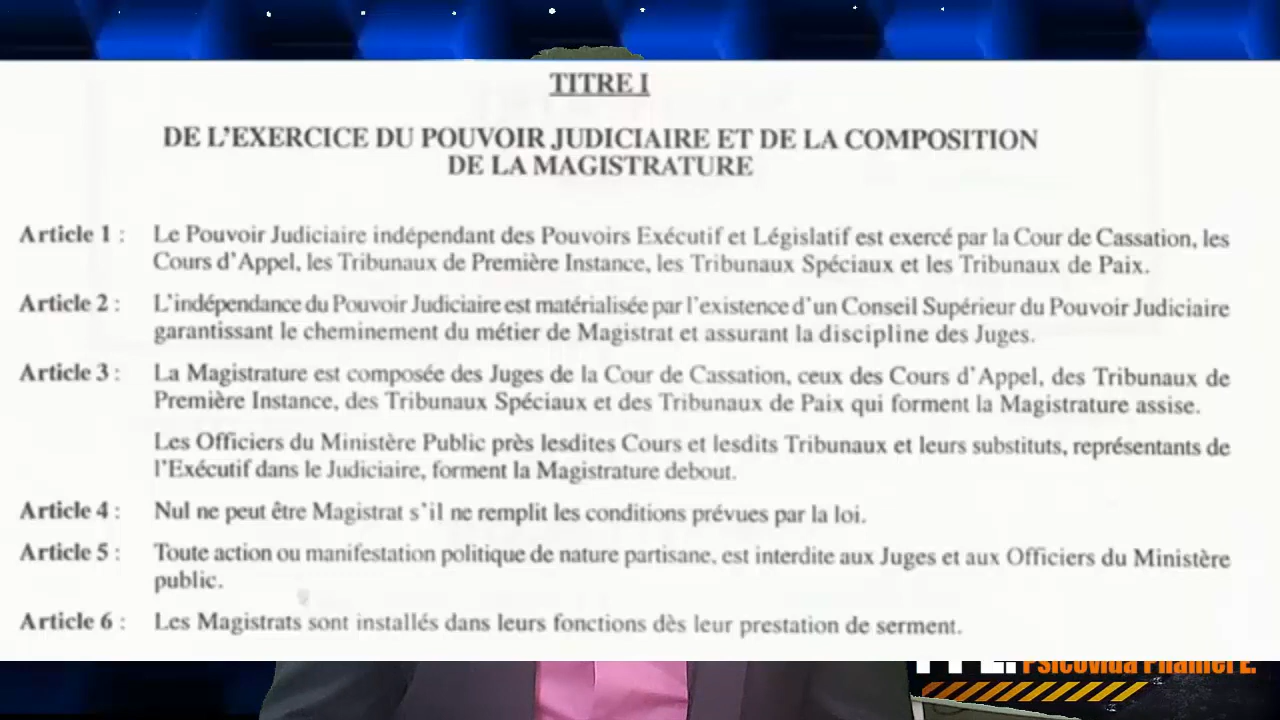 TITRE I
DE L'EXERCICE DU POUVOIR JUDICIAIRE ET DE LA COMPOSITION
DE LA MAGISTRATURE
Article 1 : Le Pouvoir Judiciaire indépendant des Pouvoirs Exécutif et Législatif est exercé par la Cour de Cassation, les
Cours d'Appel, les Tribunaux de Première Instance, les Tribunaux Spéciaux et les Tribunaux de Paix.
Article 2 : L'indépendance du Pouvoir Judiciaire est matérialisée par l'existence d'un Conseil Supérieur du Pouvoir Judiciaire
garantissant le cheminement du métier de Magistrat et assurant la discipline des Juges.
Article 3 : La Magistrature est composée des Juges de la Cour de Cassation, ceux des Cours d'Appel, des Tribunaux de
Première Instance, des Tribunaux Spéciaux et des Tribunaux de Paix qui forment la Magistrature assise.
Les Officiers du Ministère Public près lesdites Cours et lesdits Tribunaux et leurs substituts, représentants de
l'Exécutif dans le Judiciaire, forment la Magistrature debout.
Article 4 : Nul ne peut être Magistrat s'il ne remplit les conditions prévues par la loi.
Article 5 : Toute action ou manifestation politique de nature partisane, est interdite aux Juges et aux Officiers du Ministère
public.
Article 6 : Les Magistrats sont installés dans leurs fonctions dès leur prestation de serment.